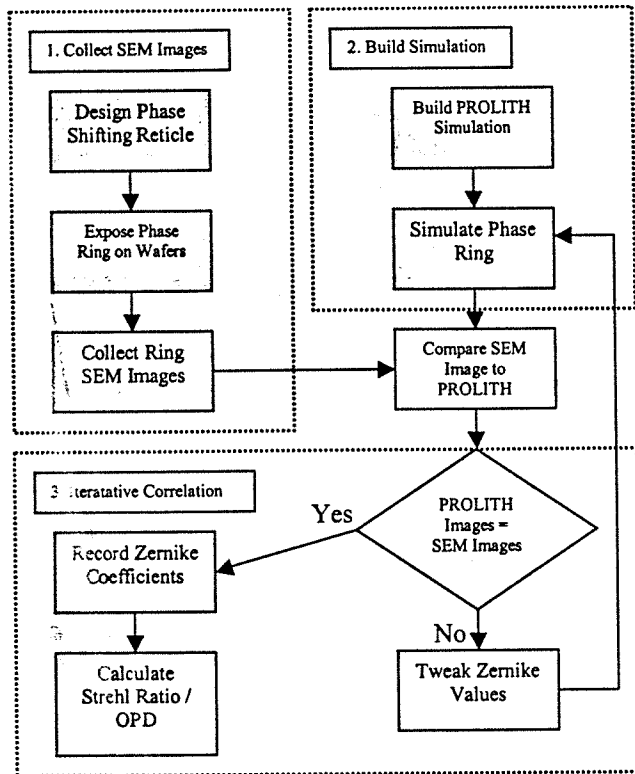 1. Collect SEM Images
Design Phase
Shifting Reticle
Expose Phase
Ring on Wafers
Collect Ring
SEM Images
2. Build Simulation
Build PROLITH
Simulation
Simulate Phase
Ring
Compare SEM
Image to
PROLITH
3. Iteratative Correlation
PROLITH
Images =
SEM Images
Yes
Record Zernike
Coefficients
Calculate
Strehl Ratio /
OPD
No
Tweak Zernike
Values